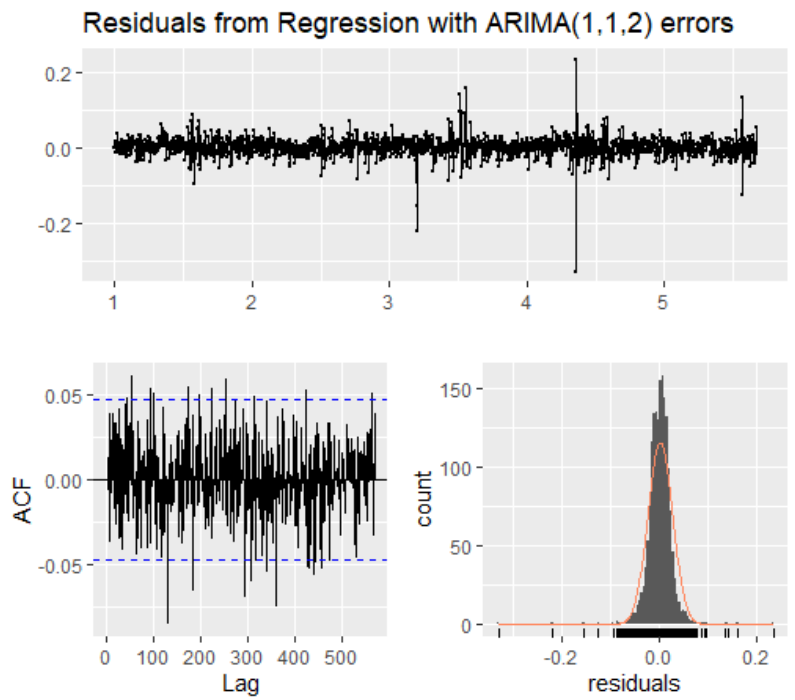 Residuals from Regression with ARIMA(1,1,2) errors
0.2
0.0
-0.2
1 2 3 4 5
0.05
0.00
-0.05
ACF
0 100 200 300 400 500
Lag
150
100
50
0
count
-0.2 0.0 0.2
residuals